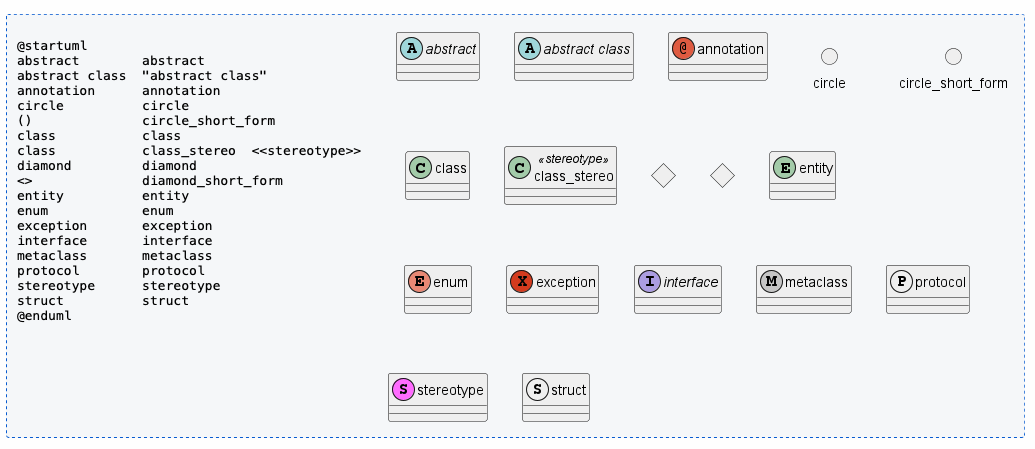 @startuml
abstract        abstract
abstract class  "abstract class"
annotation      annotation
circle          circle
()              circle_short_form
class           class
class           class_stereo  <<stereotype>>
diamond         diamond
<>              diamond_short_form
entity          entity
enum            enum
exception       exception
interface       interface
metaclass       metaclass
protocol        protocol
stereotype      stereotype
struct          struct
@enduml
A abstract
A abstract class
@ annotation
circle
circle_short_form
C class
«stereotype»
C class_stereo
E entity
E enum
X exception
I interface
M metaclass
P protocol
S stereotype
S struct